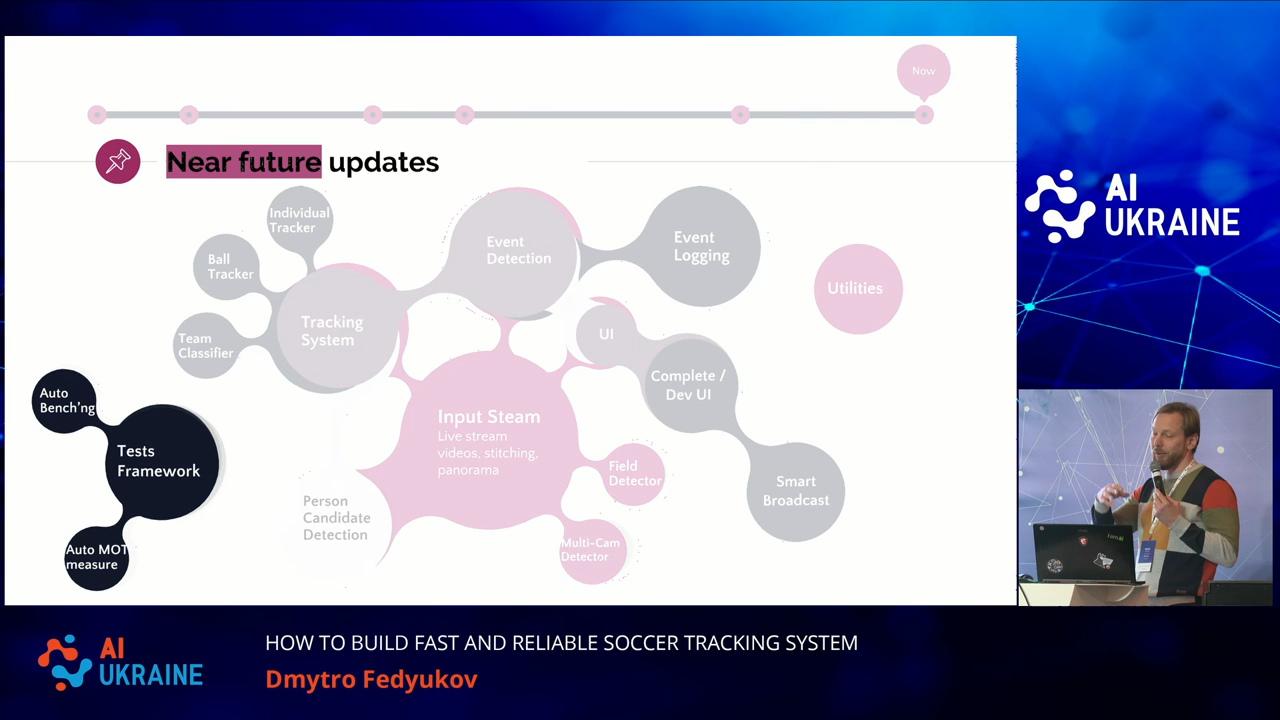 Now
Near future updates
Individual
Tracker
Ball
Tracker
Team
Classifier
Tracking
System
Event
Detection
Event
Logging
Utilities
UI
Complete /
Dev UI
Smart
Broadcast
Input Steam
Live stream
videos, stitching,
panorama
Field
Detector
Multi-Cam
Detector
Person
Candidate
Detection
Auto
Bench'ng
Tests
Framework
Auto MOT
measure
AI
UKRAINE
AI
UKRAINE
HOW TO BUILD FAST AND RELIABLE SOCCER TRACKING SYSTEM
Dmytro Fedyukov